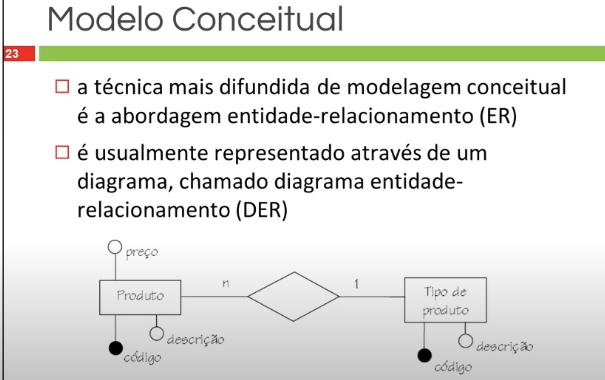 Modelo Conceitual
23
a técnica mais difundida de modelagem conceitual
é a abordagem entidade-relacionamento (ER)
é usualmente representado através de um
diagrama, chamado diagrama entidade-
relacionamento (DER)
preço
Produto
n
1
Tipo de
produto
descrição
código
descrição
código